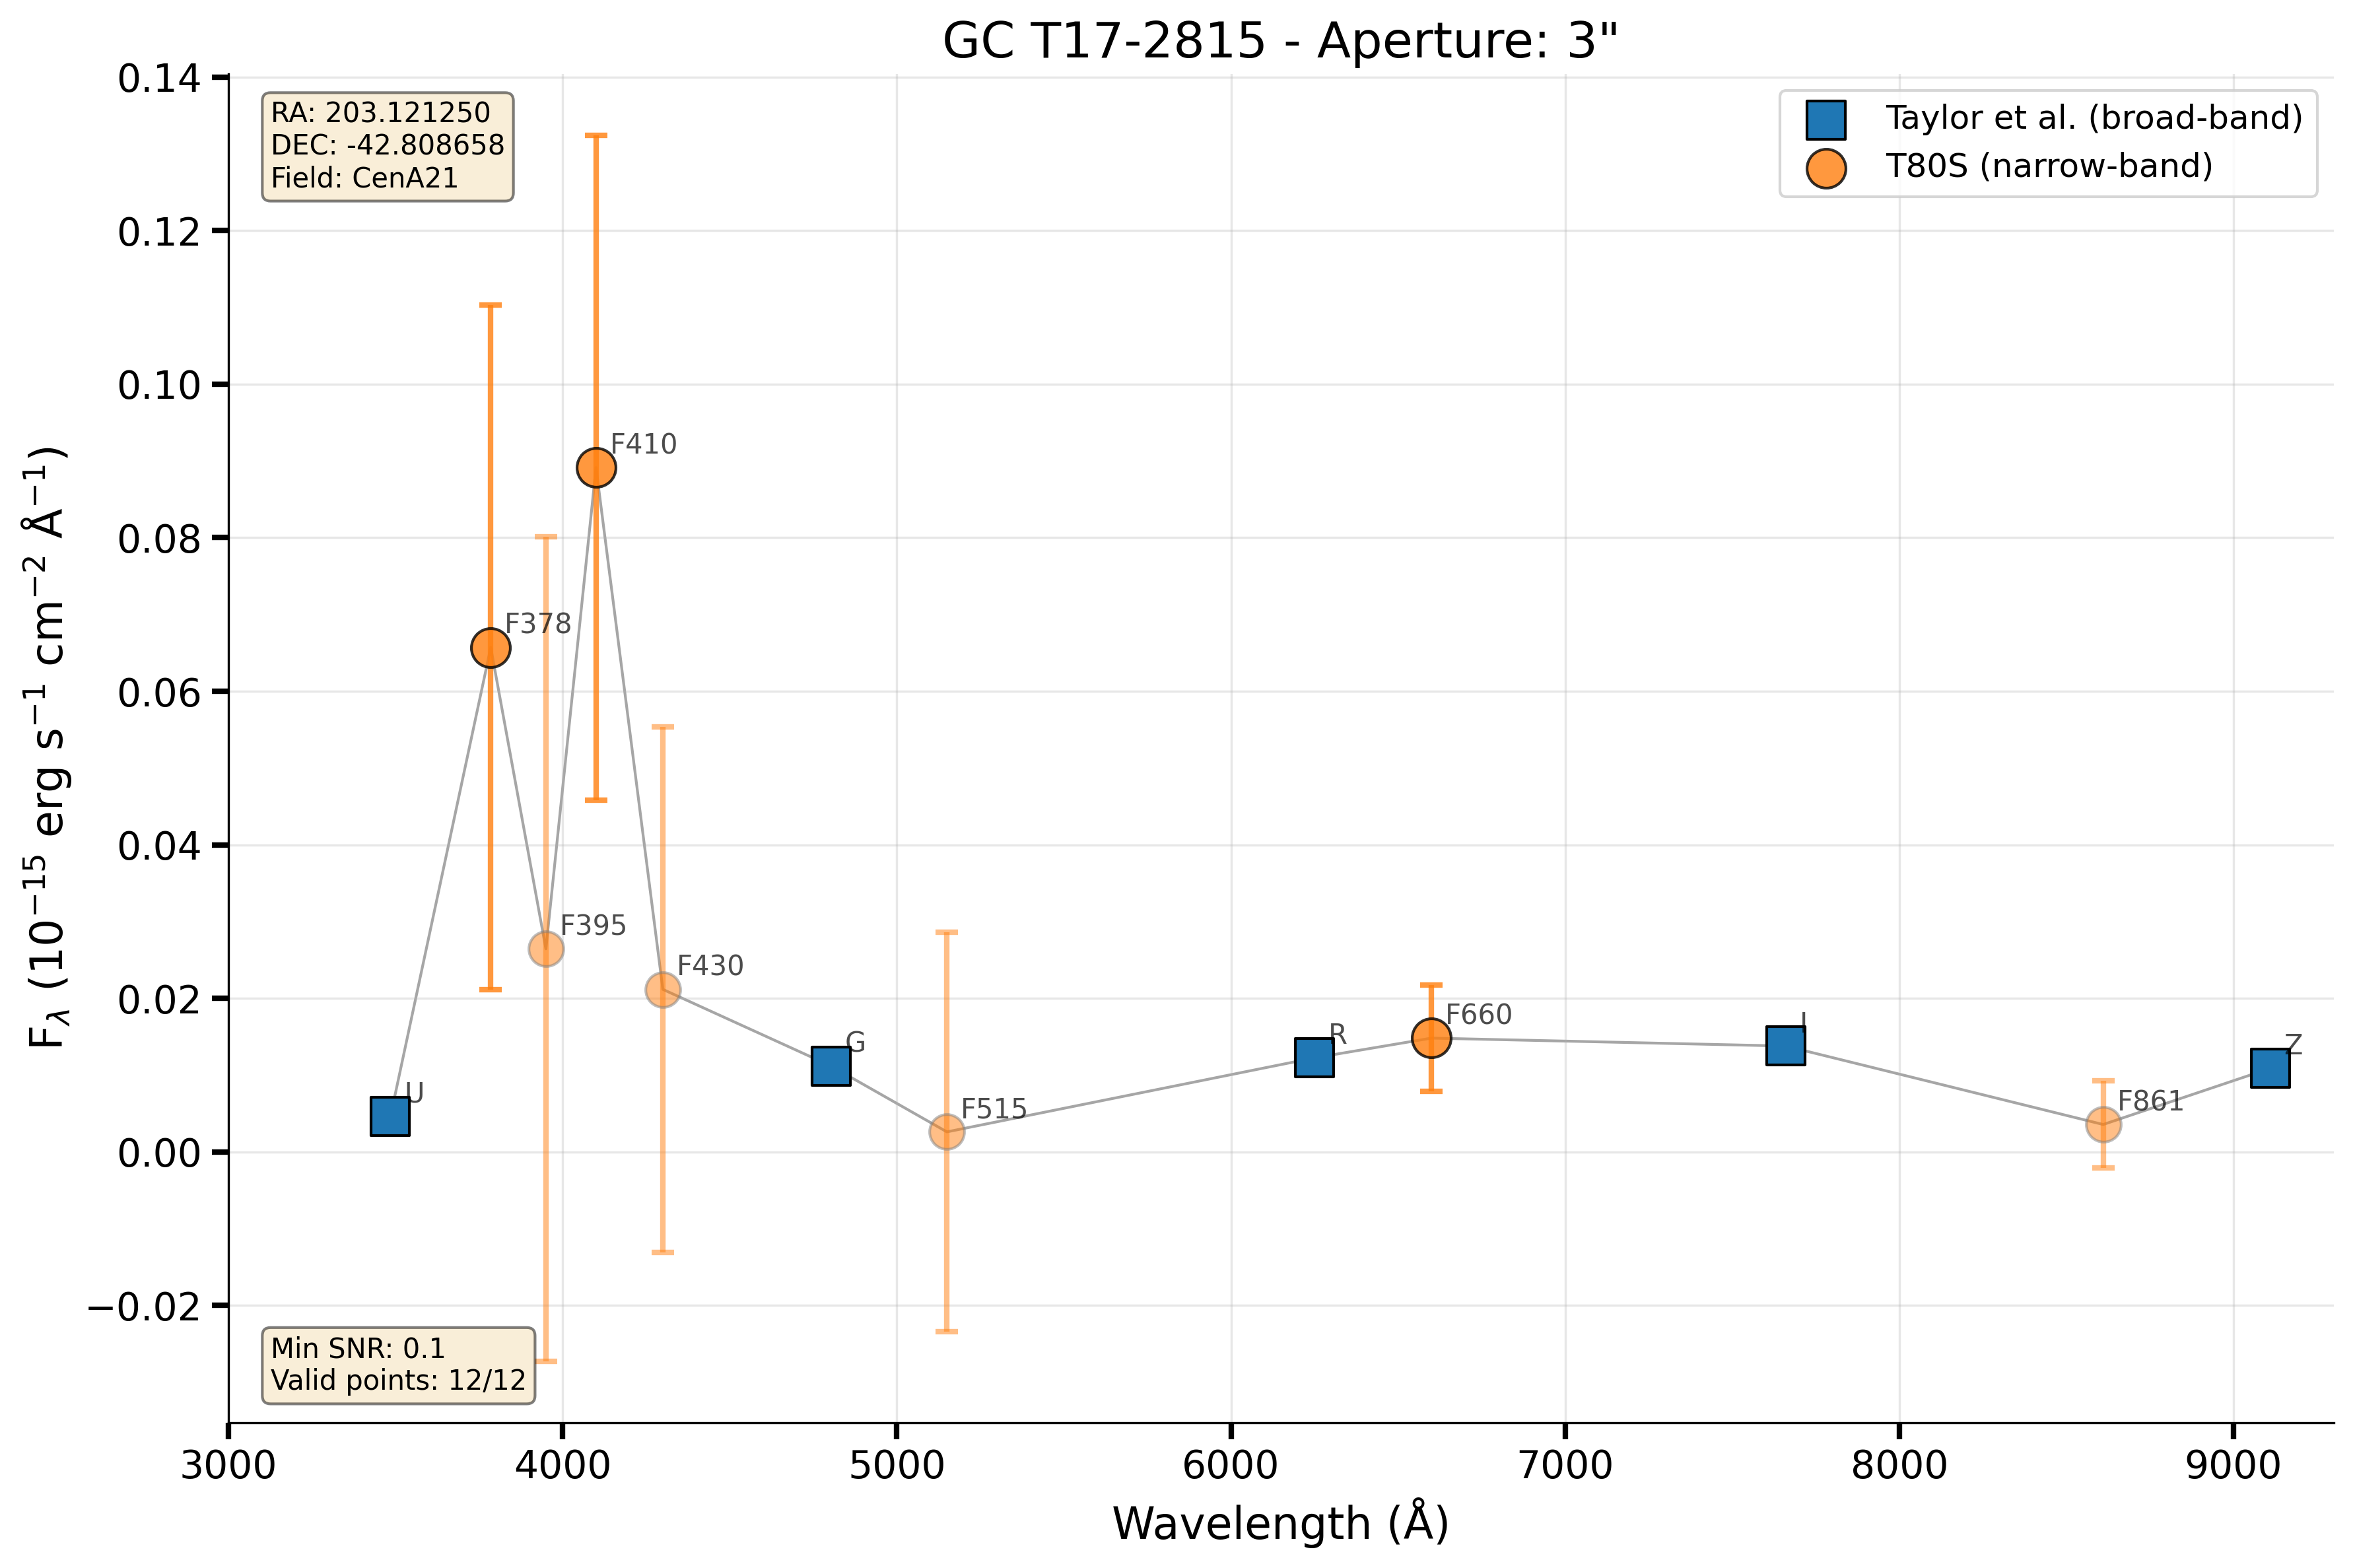 GC T17-2815 - Aperture: 3"
RA: 203.121250
DEC: -42.808658
Field: CenA21
Taylor et al. (broad-band)
T80S (narrow-band)
0.14
0.12
0.10
0.08
0.06
0.04
0.02
0.00
−0.02
F_λ (10⁻¹⁵ erg s⁻¹ cm⁻² Å⁻¹)
F410
F378
F395
F430
U
G
F515
R
F660
I
F861
Z
Min SNR: 0.1
Valid points: 12/12
3000 4000 5000 6000 7000 8000 9000
Wavelength (Å)